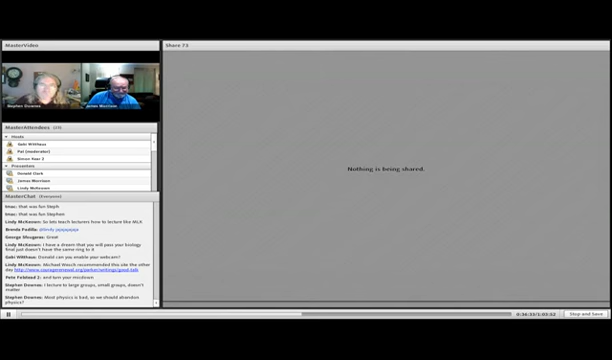 MasterVideo
Share 73
Stephen Downes
James Morrison
MasterAttendees
Hosts
Gabi Witthaus
Pat (moderator)
Simon Fear 2
Presenters
Donald Clark
James Morrison
Lindy McKeown
MasterChat (Everyone)
Imac: that was fun Steph
Imac: that was fun Stephen
Lindy McKeown: So lets teach lecturers how to lecture like MLK
Brenda Padilla: @lindy jajajajaja
George Mougaros: Great
Lindy McKeown: I have a dream that you will pass your biology
final just doesn't have the same ring to it
Gabi Witthaus: Donald can you enable your webcam?
Lindy McKeown: Michael Wesch recommended this site the other
day
Pete Feldsted 2: and turn your mic down
Stephen Downes: I lecture to large groups, small groups, doesn't
matter
Stephen Downes: Most physics is bad, so we should abandon
physics?
Nothing is being shared.
Stop and Save